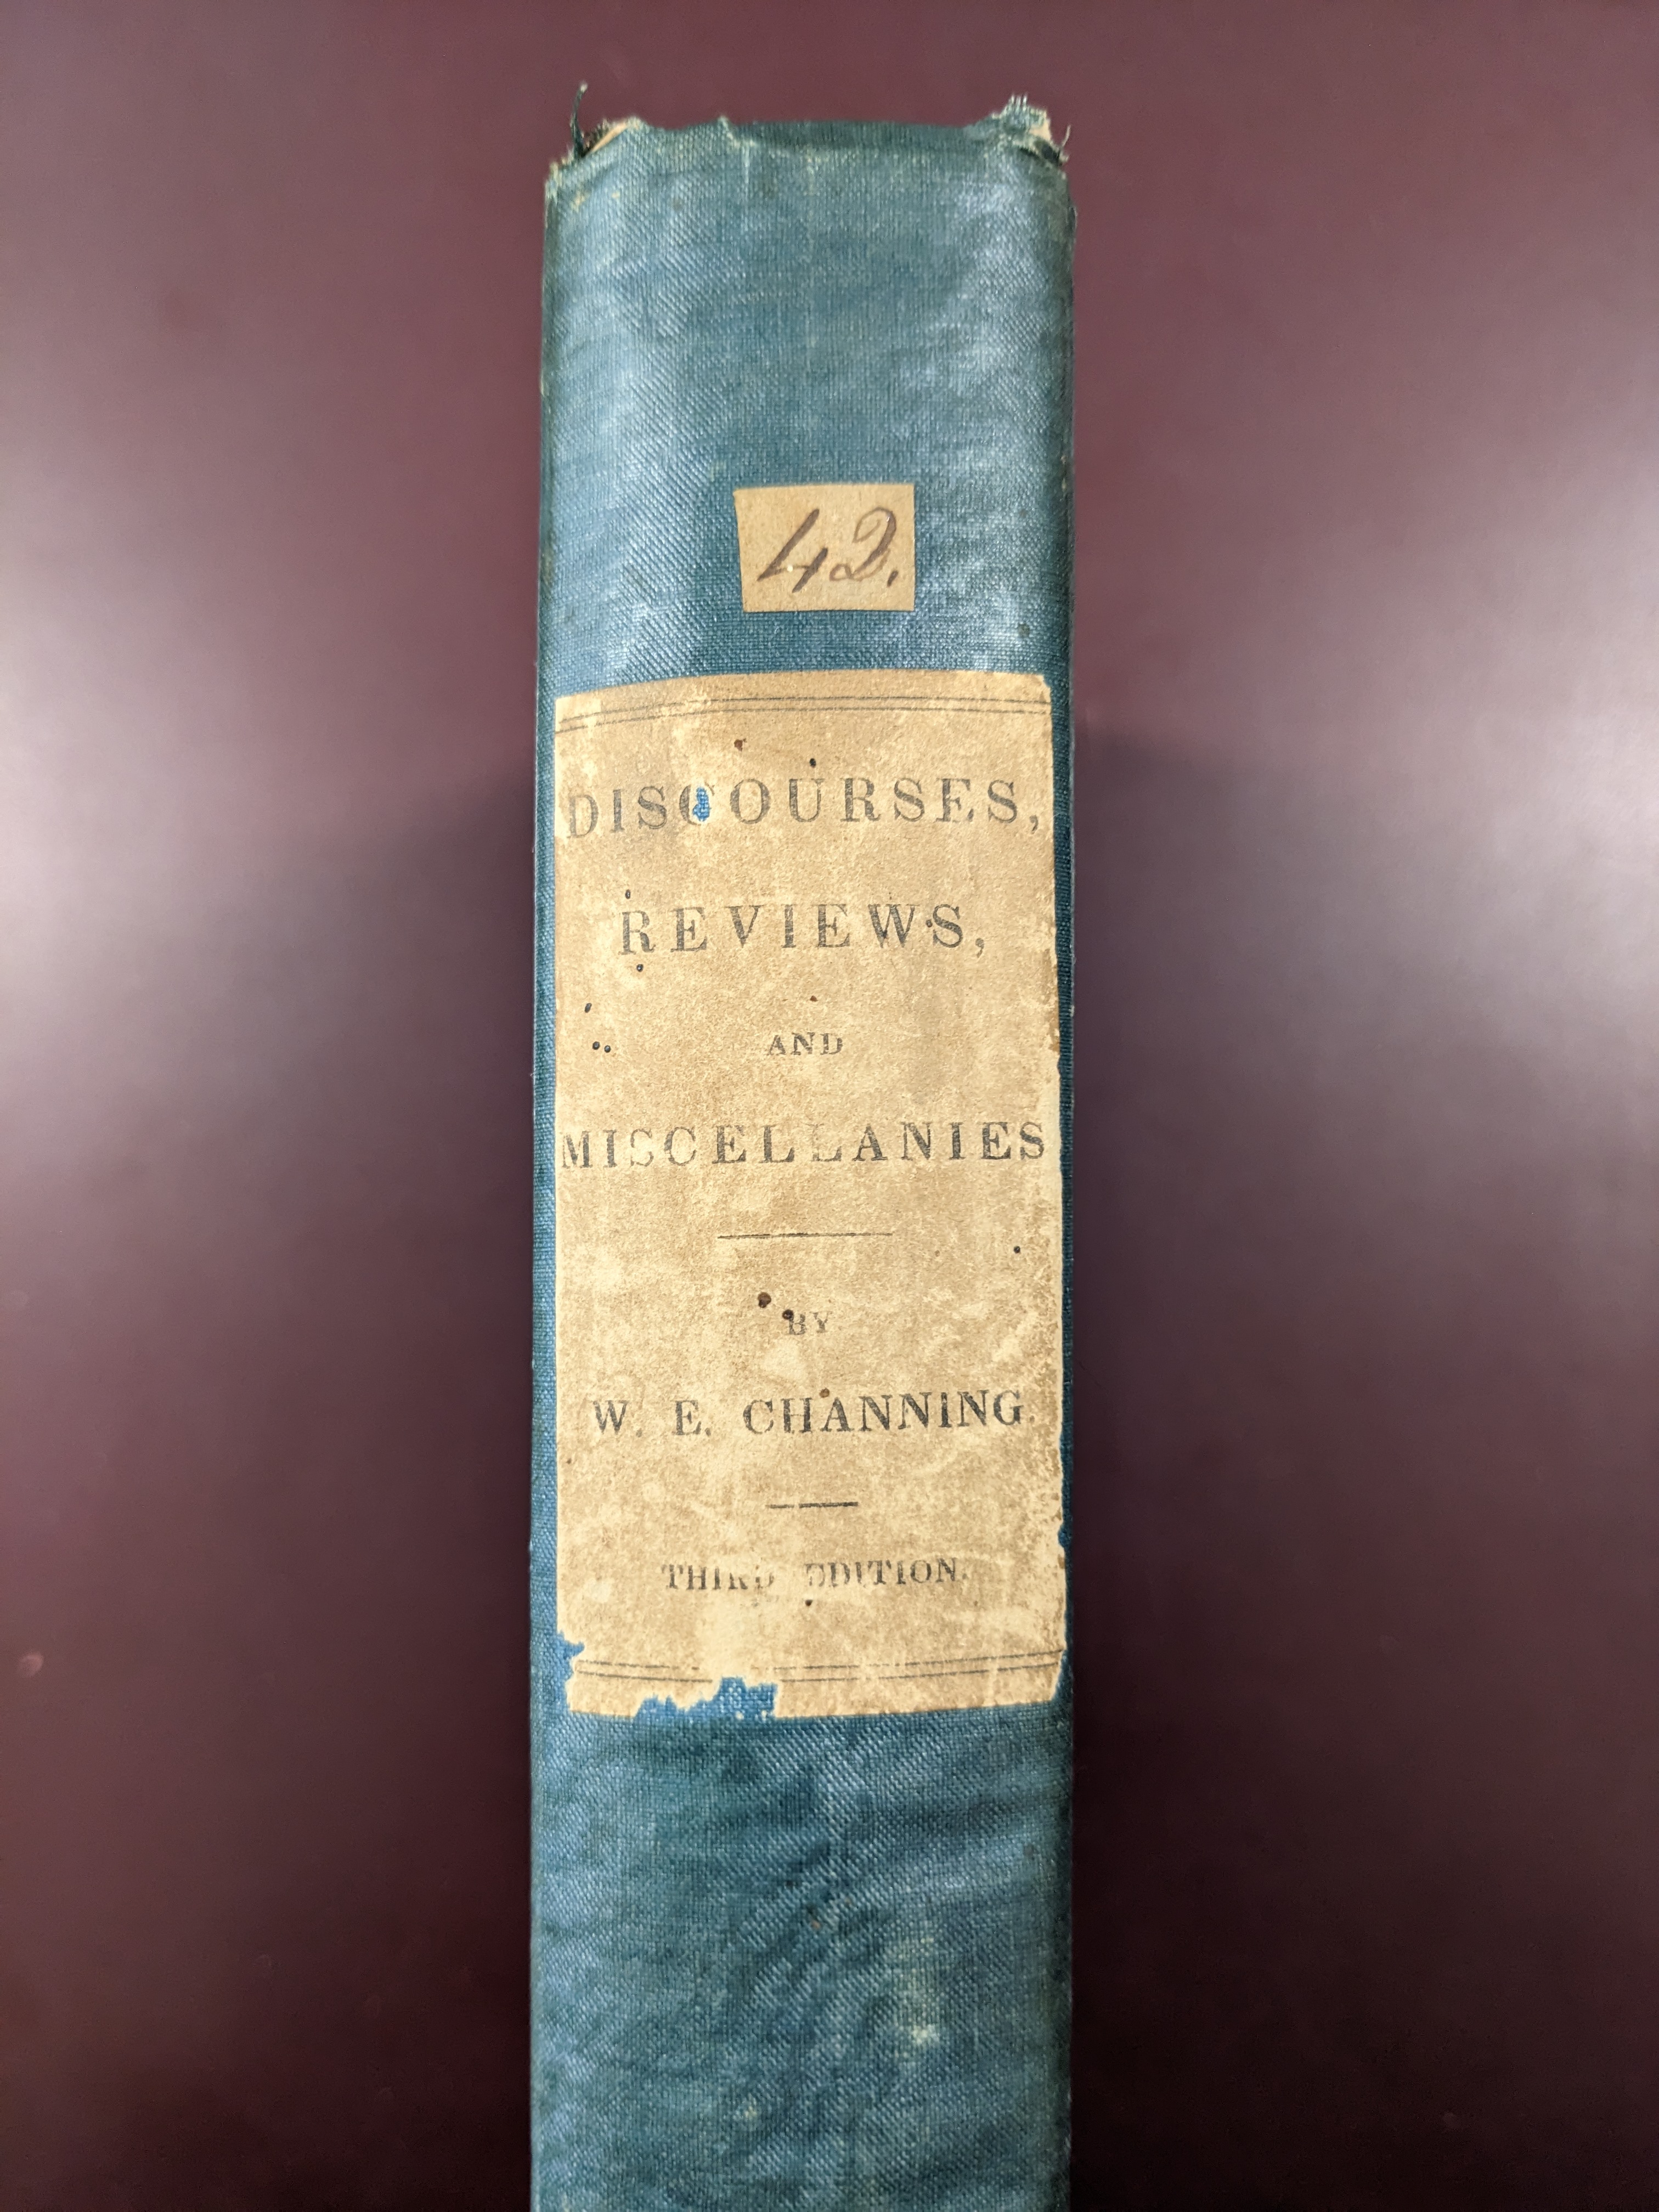 42.
DISCOURSES,
REVIEWS,
AND
MISCELLANIES
BY
W. E. CHANNING.
THIRD EDITION.